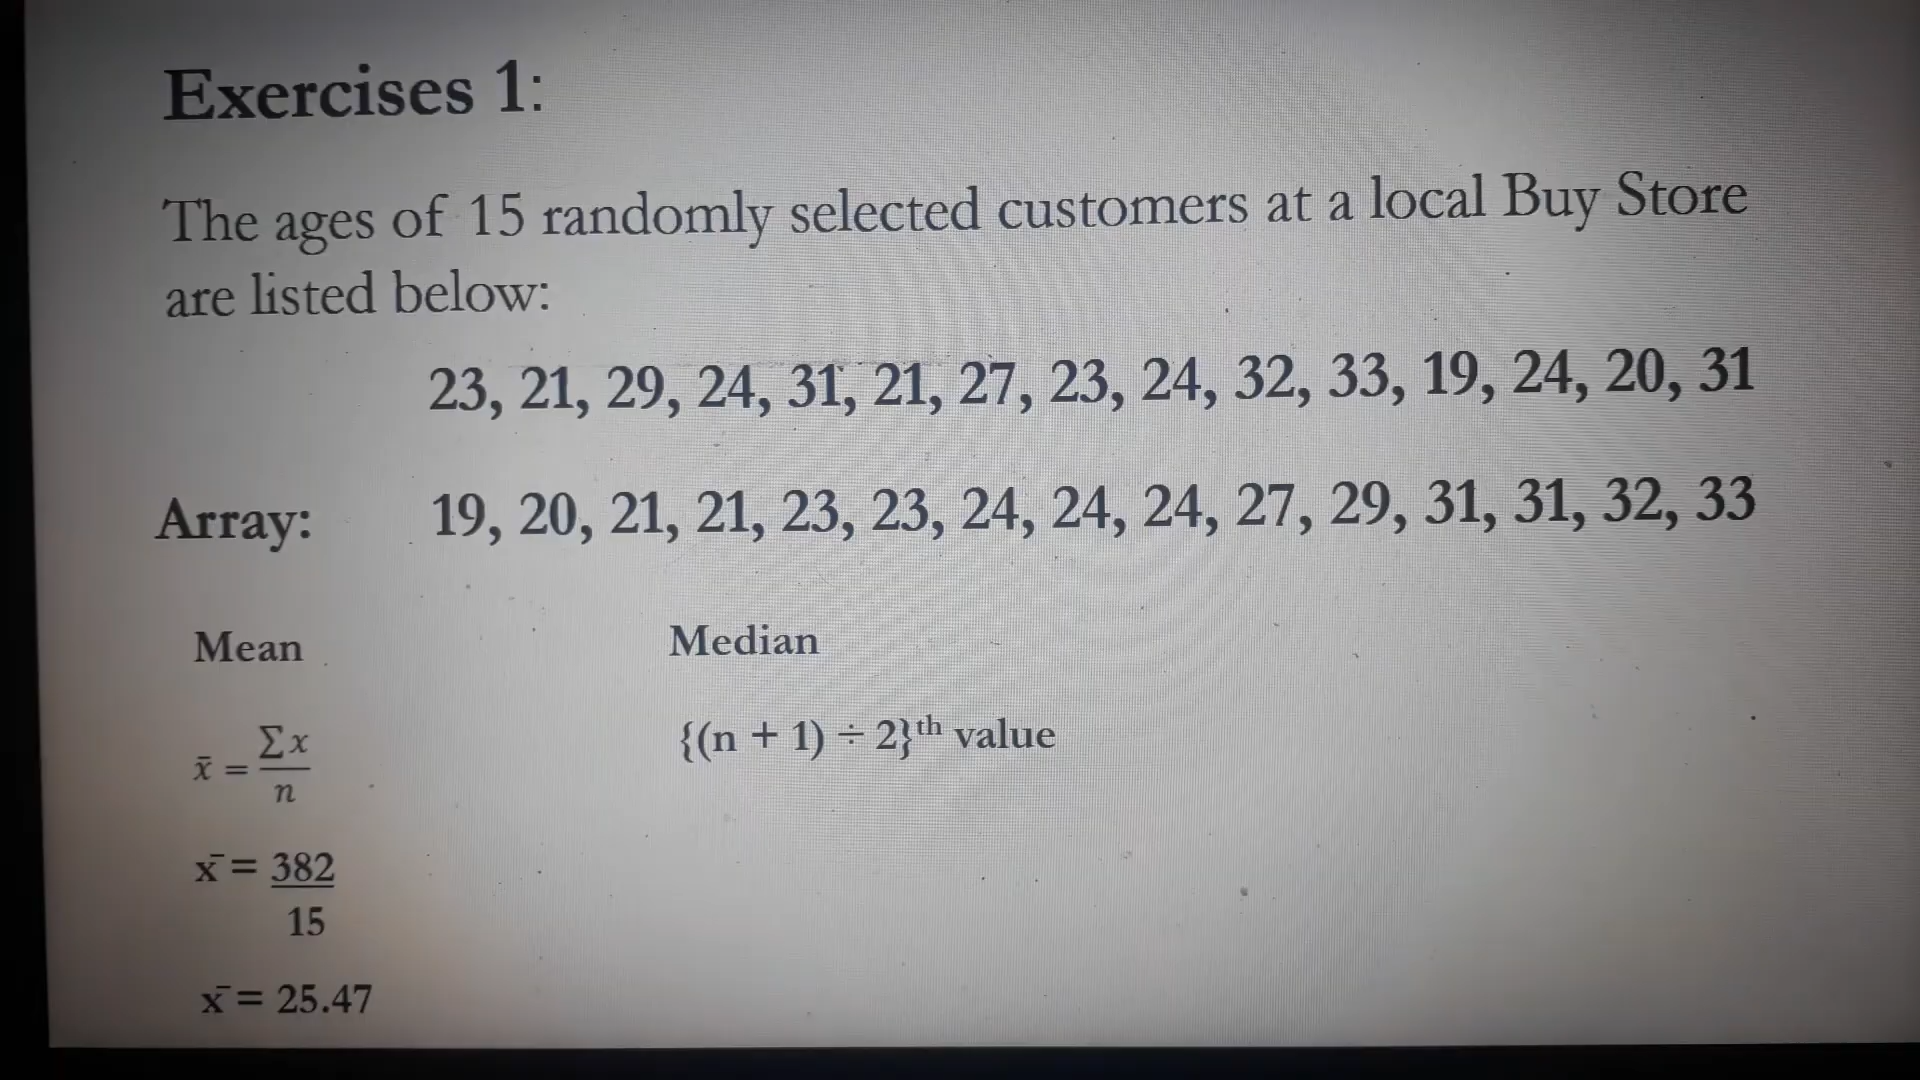 Exercises 1:
The ages of 15 randomly selected customers at a local Buy Store
are listed below:
23, 21, 29, 24, 31, 21, 27, 23, 24, 32, 33, 19, 24, 20, 31
Array: 19, 20, 21, 21, 23, 23, 24, 24, 24, 27, 29, 31, 31, 32, 33
Mean Median
x̄ = ∑x/n {(n + 1) ÷ 2}th value
x̄ = 382
15
x̄ = 25.47